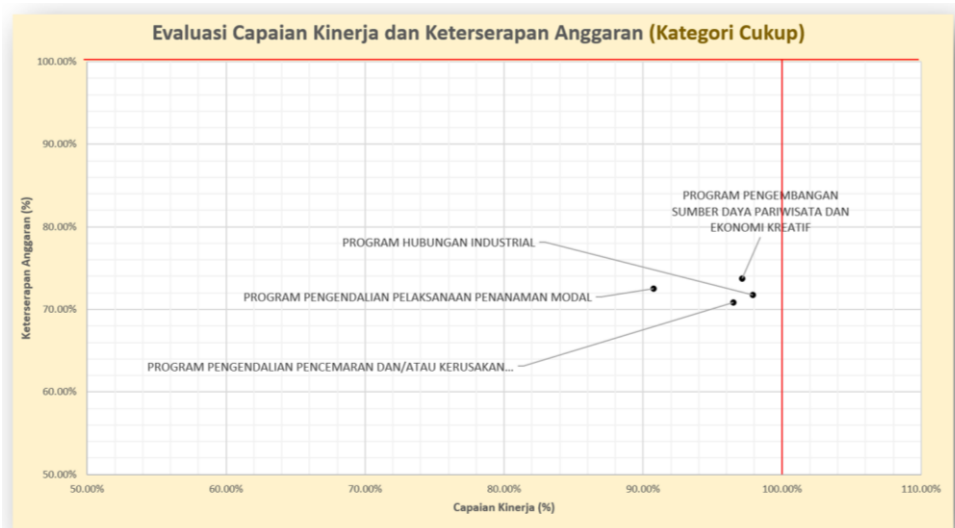 Evaluasi Capaian Kinerja dan Keterserapan Anggaran (Kategori Cukup)
100.00%
90.00%
80.00%
70.00%
60.00%
50.00%
Keterserapan Anggaran (%)
PROGRAM PENGEMBANGAN
SUMBER DAYA PARIWISATA DAN
EKONOMI KREATIF
PROGRAM HUBUNGAN INDUSTRIAL
PROGRAM PENGENDALIAN PELAKSANAAN PENANAMAN MODAL
PROGRAM PENGENDALIAN PENCEMARAN DAN/ATAU KERUSAKAN...
50.00% 60.00% 70.00% 80.00% 90.00% 100.00% 110.00%
Capaian Kinerja (%)